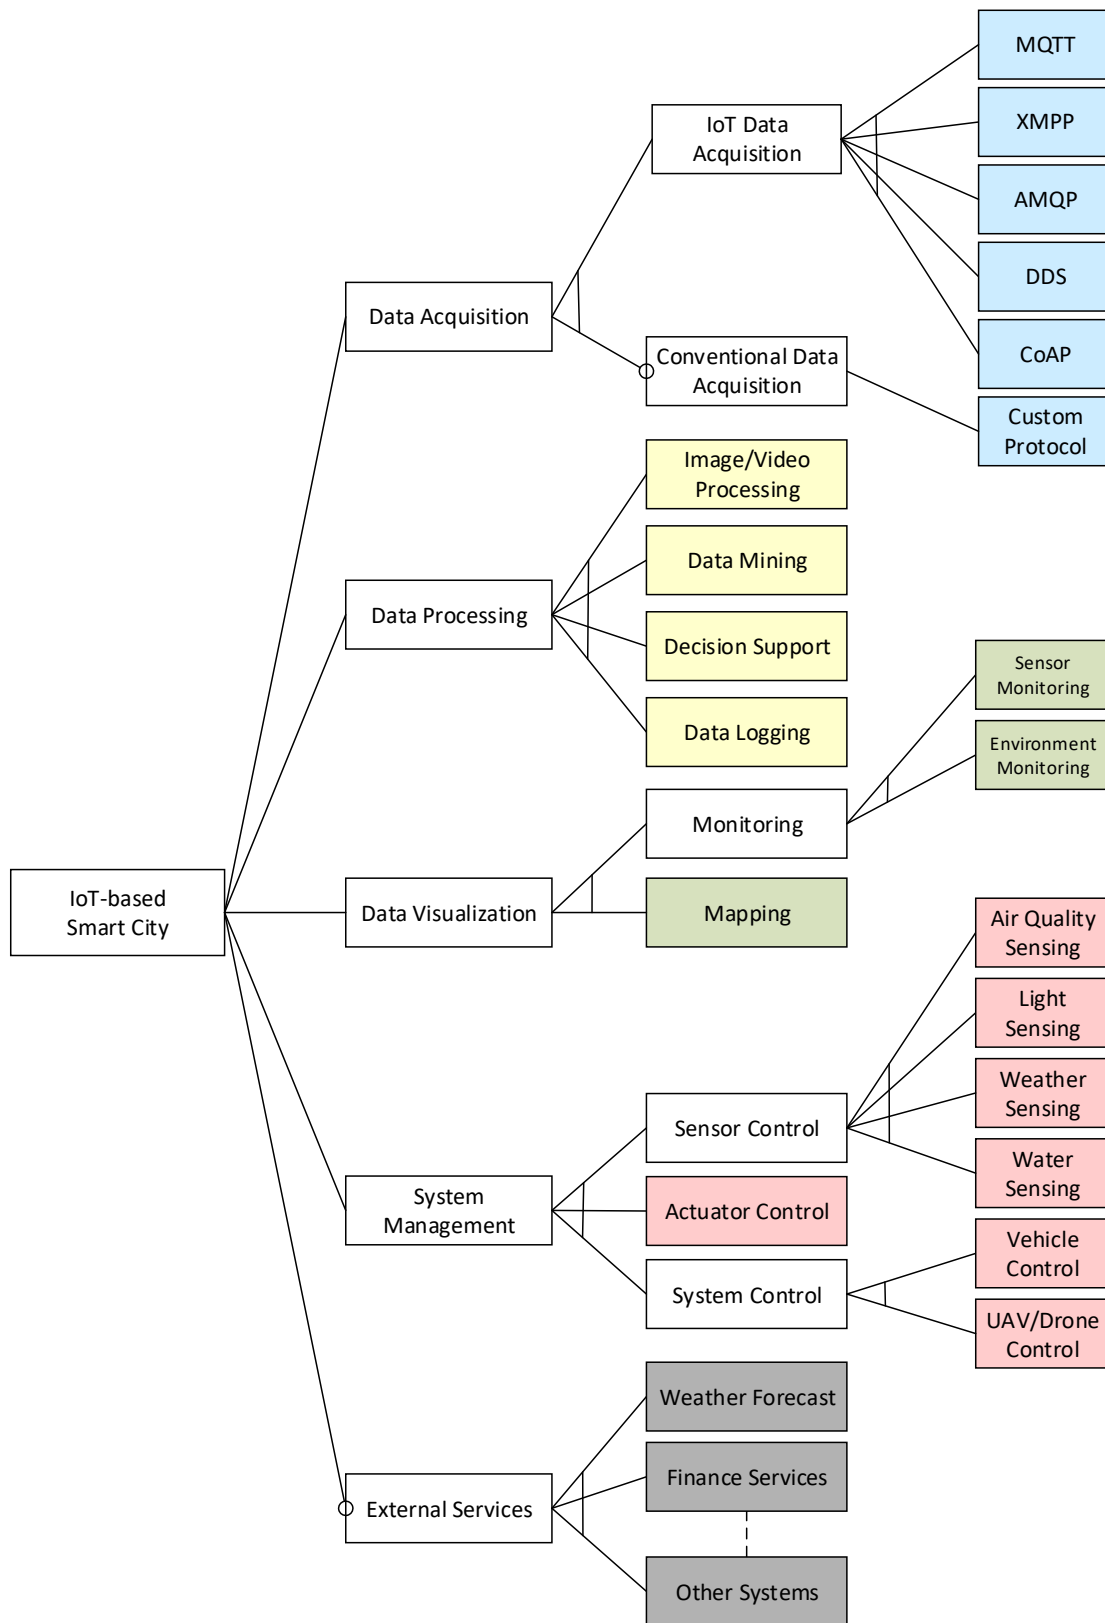 MQTT
IoT Data
Acquisition
XMPP
AMQP
DDS
Data Acquisition
CoAP
Conventional Data
Acquisition
Custom
Protocol
Image/Video
Processing
Data Mining
Data Processing
Decision Support
Sensor
Monitoring
Data Logging
Environment
Monitoring
Monitoring
IoT-based
Smart City
Data Visualization
Mapping
Air Quality
Sensing
Light
Sensing
Weather
Sensing
Sensor Control
Water
Sensing
System
Management
Actuator Control
Vehicle
Control
System Control
UAV/Drone
Control
Weather Forecast
Finance Services
External Services
Other Systems